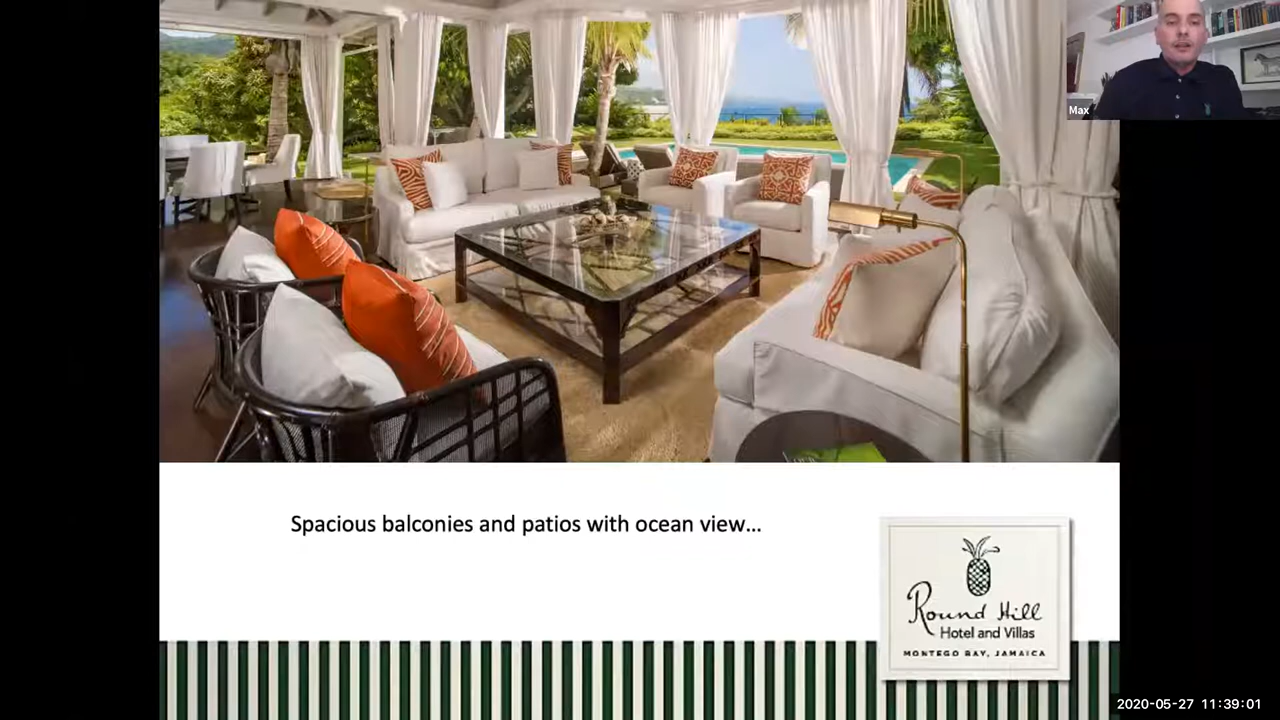 Max
Spacious balconies and patios with ocean view...
Round Hill
Hotel and Villas
MONTEGO BAY, JAMAICA
2020-05-27 11:39:01